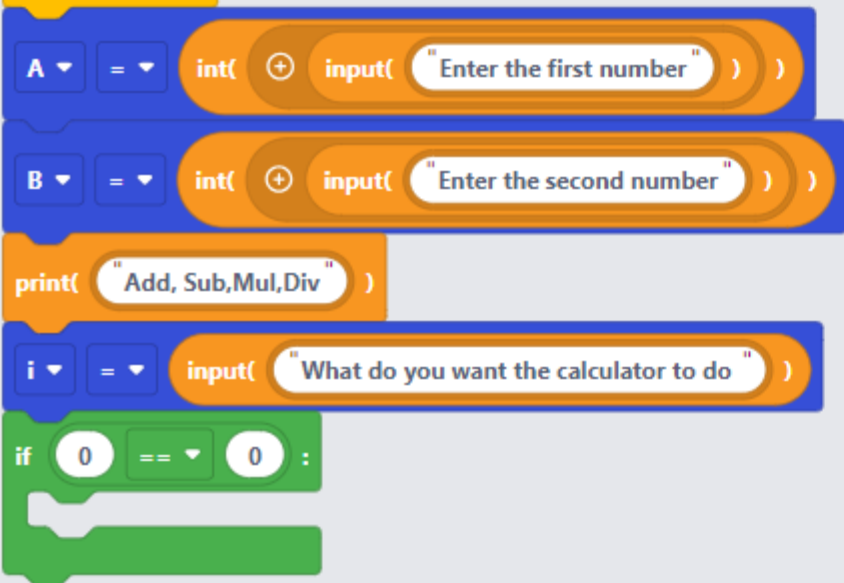 A = int( + input( "Enter the first number" ) )
B = int( + input( "Enter the second number" ) )
print( "Add, Sub,Mul,Div" )
i = input( "What do you want the calculator to do" )
if 0 == 0 :